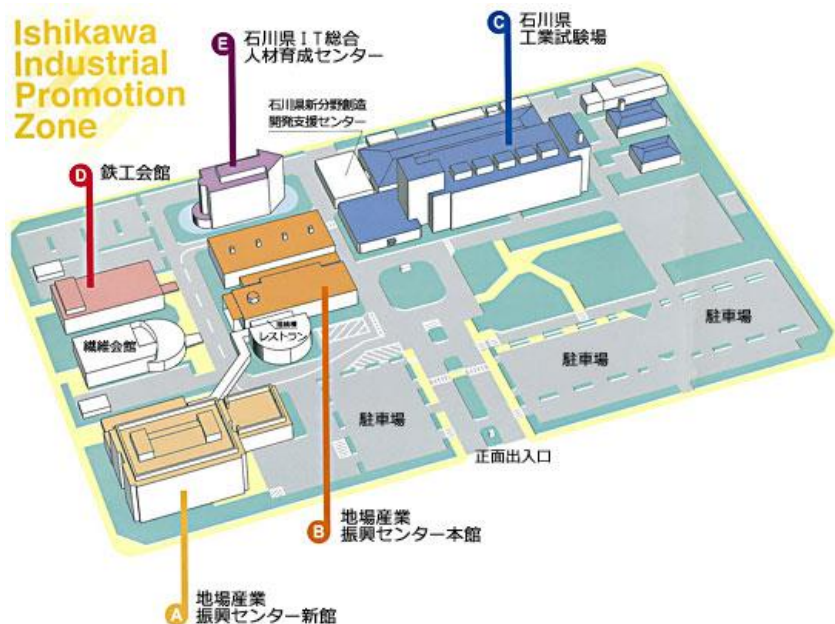 Ishikawa
Industrial
Promotion
Zone
E
石川県IT総合
人材育成センター
C
石川県
工業試験場
石川県新分野創造
開発支援センター
D
鉄工会館
繊維会館
レストラン
駐車場
駐車場
駐車場
正面出入口
B
地場産業
振興センター本館
A
地場産業
振興センター新館